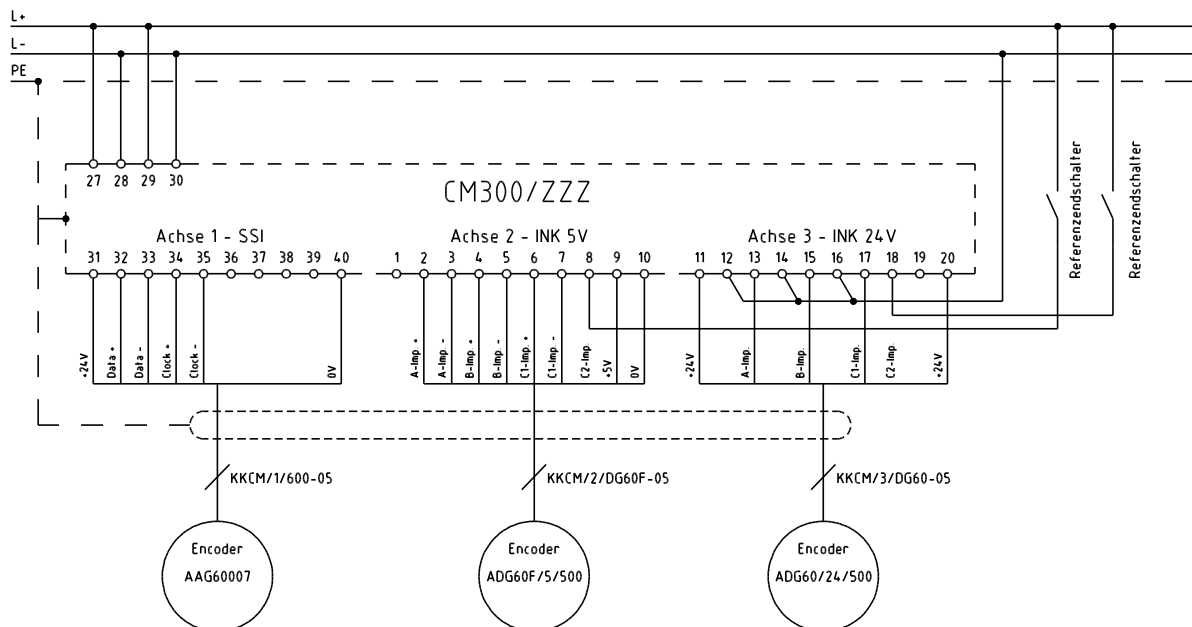 L+
L-
PE
27 28 29 30
CM300/ZZZ
Achse 1 - SSI
Achse 2 - INK 5V
Achse 3 - INK 24V
31 32 33 34 35 36 37 38 39 40
1 2 3 4 5 6 7 8 9 10
11 12 13 14 15 16 17 18 19 20
Referenzendschalter
Referenzendschalter
+24V
Data +
Data -
Clock +
Clock -
0V
A-Imp. +
A-Imp. -
B-Imp. +
B-Imp. -
C1-Imp. +
C1-Imp. -
C2-Imp.
+5V
0V
+24V
A-Imp.
B-Imp.
C1-Imp.
C2-Imp.
+24V
KKCM/1/600-05
KKCM/2/DG60F-05
KKCM/3/DG60-05
Encoder
AAG60007
Encoder
ADG60F/5/500
Encoder
ADG60/24/500